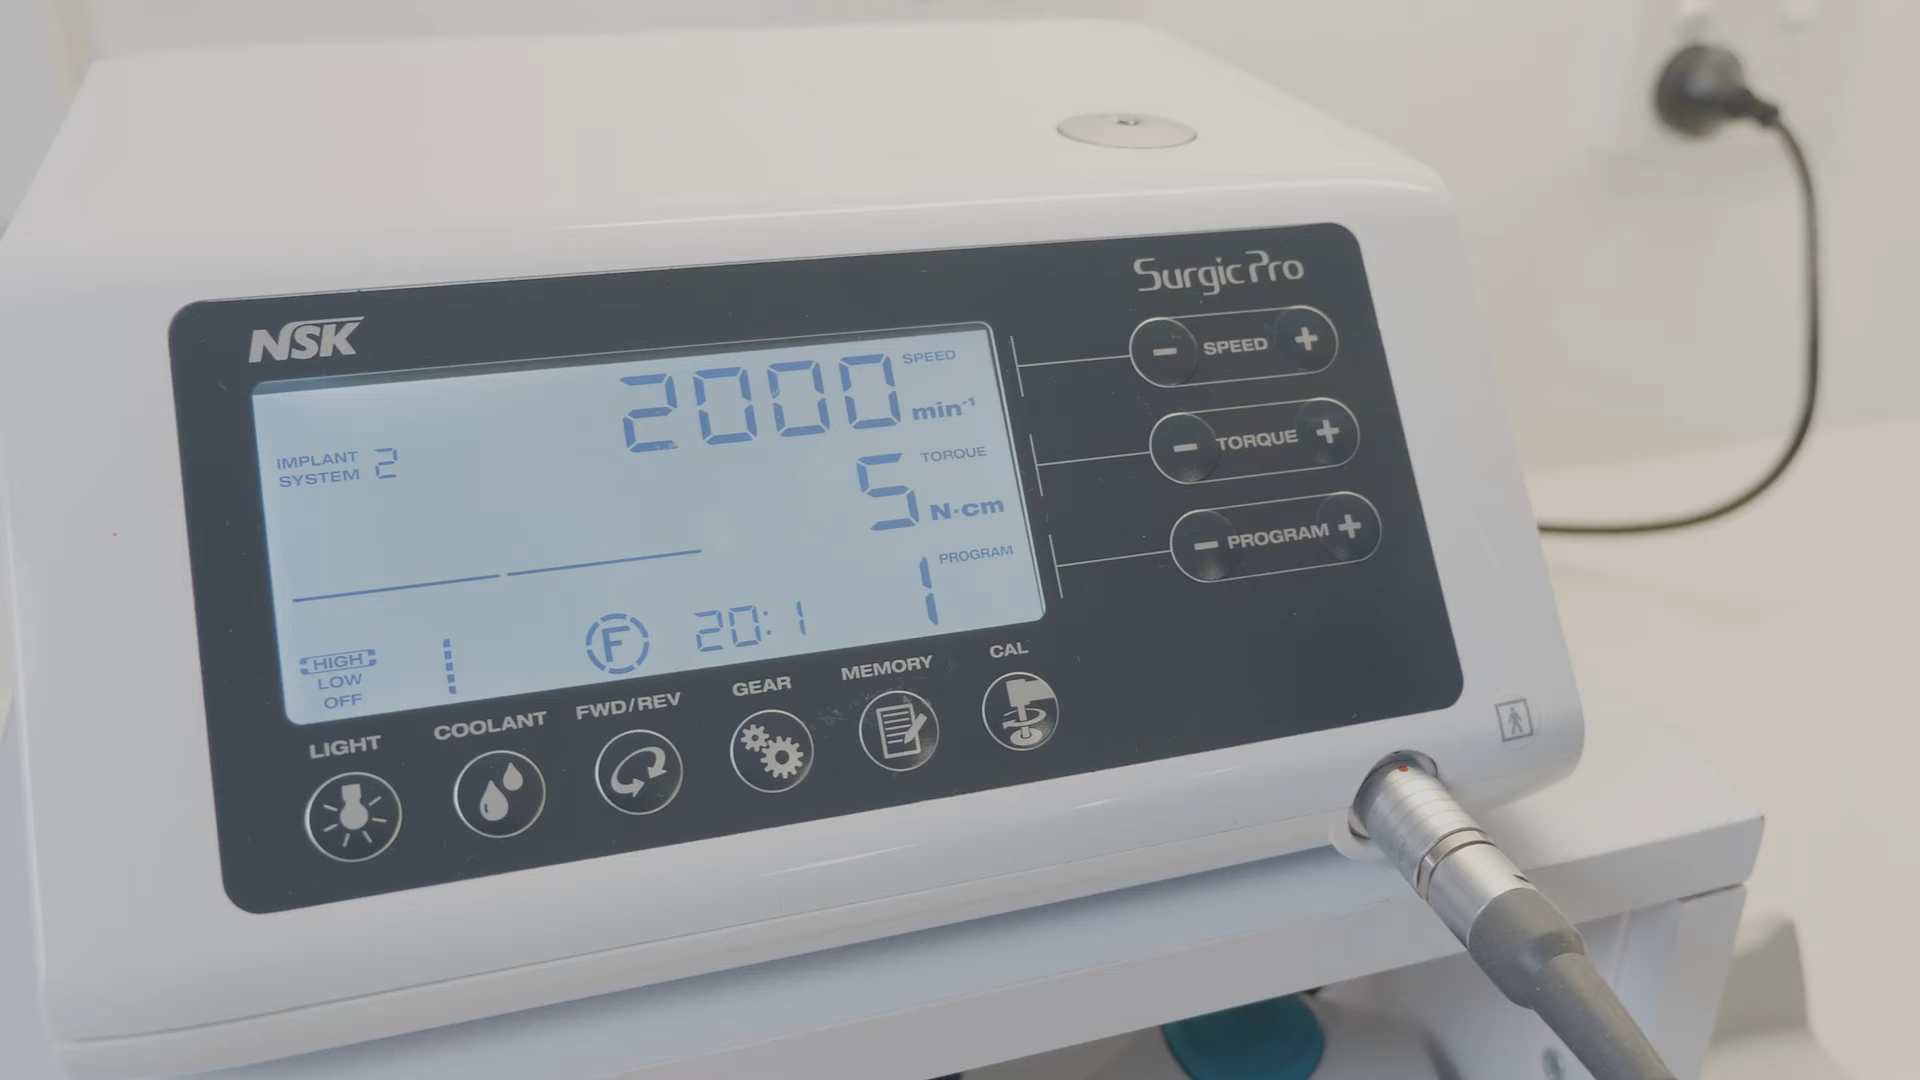 NSK
SurgicPro
2000 SPEED min⁻¹
IMPLANT SYSTEM 2
5 TORQUE N·cm
1 PROGRAM
HIGH
LOW
OFF
1
F
20:1
- SPEED +
- TORQUE +
- PROGRAM +
LIGHT
COOLANT
FWD/REV
GEAR
MEMORY
CAL